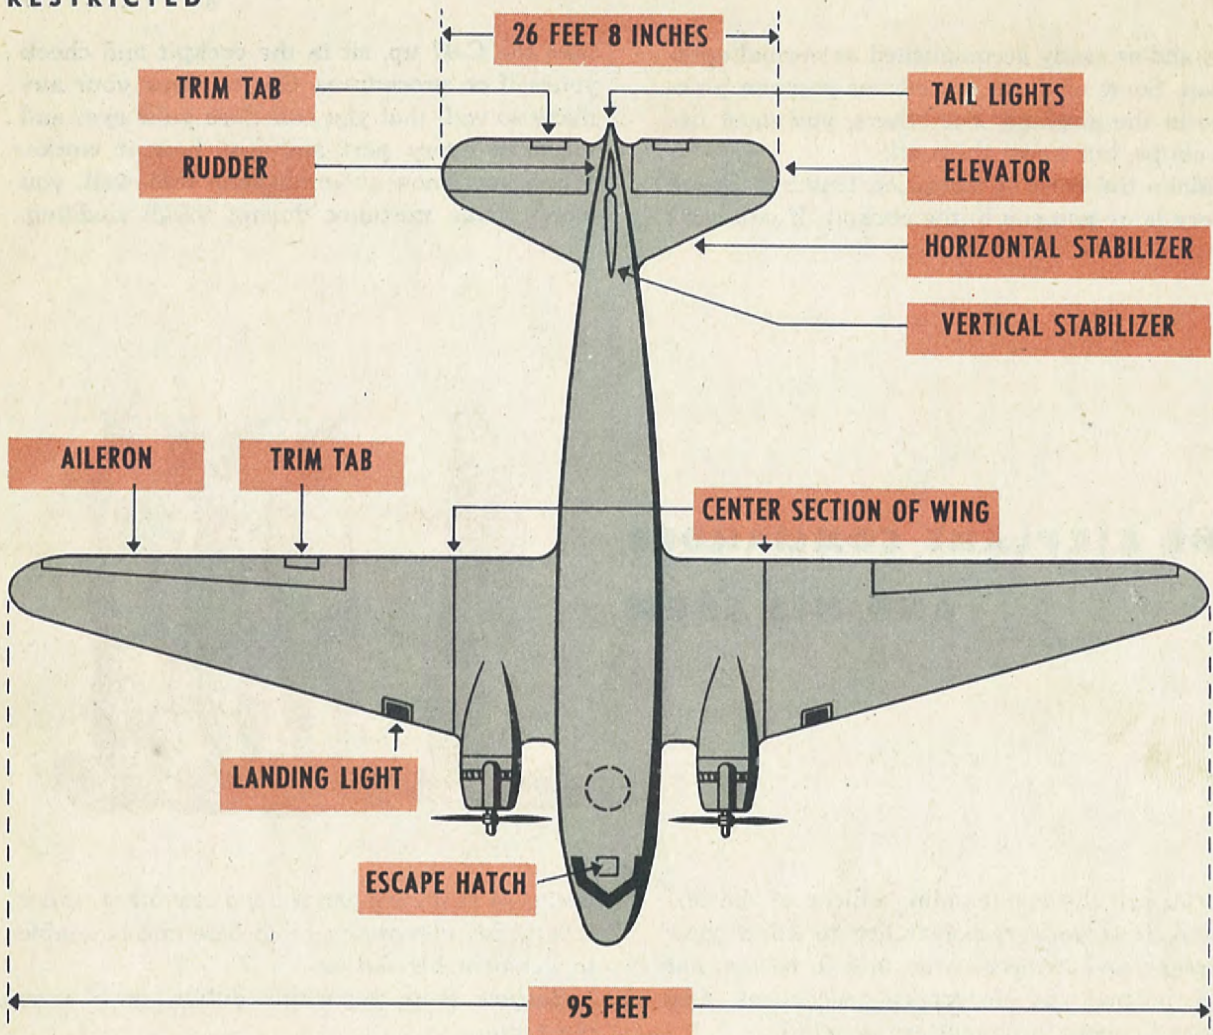 RESTRICTED
26 FEET 8 INCHES
TRIM TAB
TAIL LIGHTS
RUDDER
ELEVATOR
HORIZONTAL STABILIZER
VERTICAL STABILIZER
AILERON
TRIM TAB
CENTER SECTION OF WING
LANDING LIGHT
ESCAPE HATCH
95 FEET